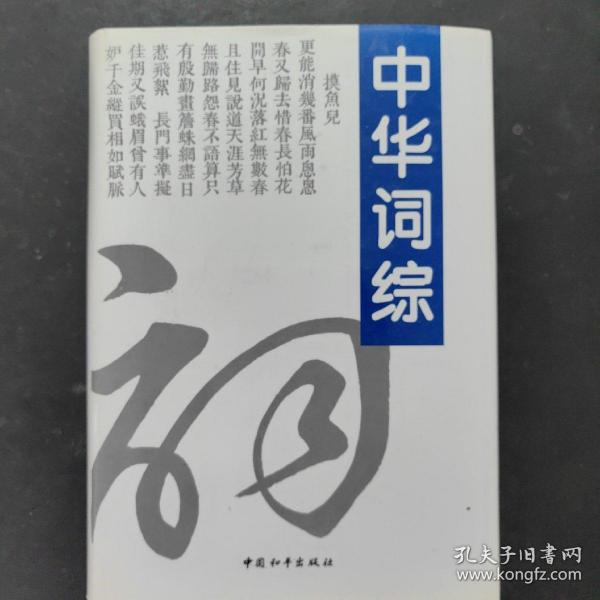 中华词综
摸魚兒
更能消幾番風雨怱怱
春又歸去惜春長怕花
開早何況落紅無數春
且住見說道天涯芳草
無歸路怨春不語算只
有殷勤畫簷蛛網盡日
惹飛絮　長門事準擬
佳期又誤蛾眉曾有人
妒千金縱買相如賦脈
词
中国和平出版社
孔夫子旧书网
www.kongfz.com